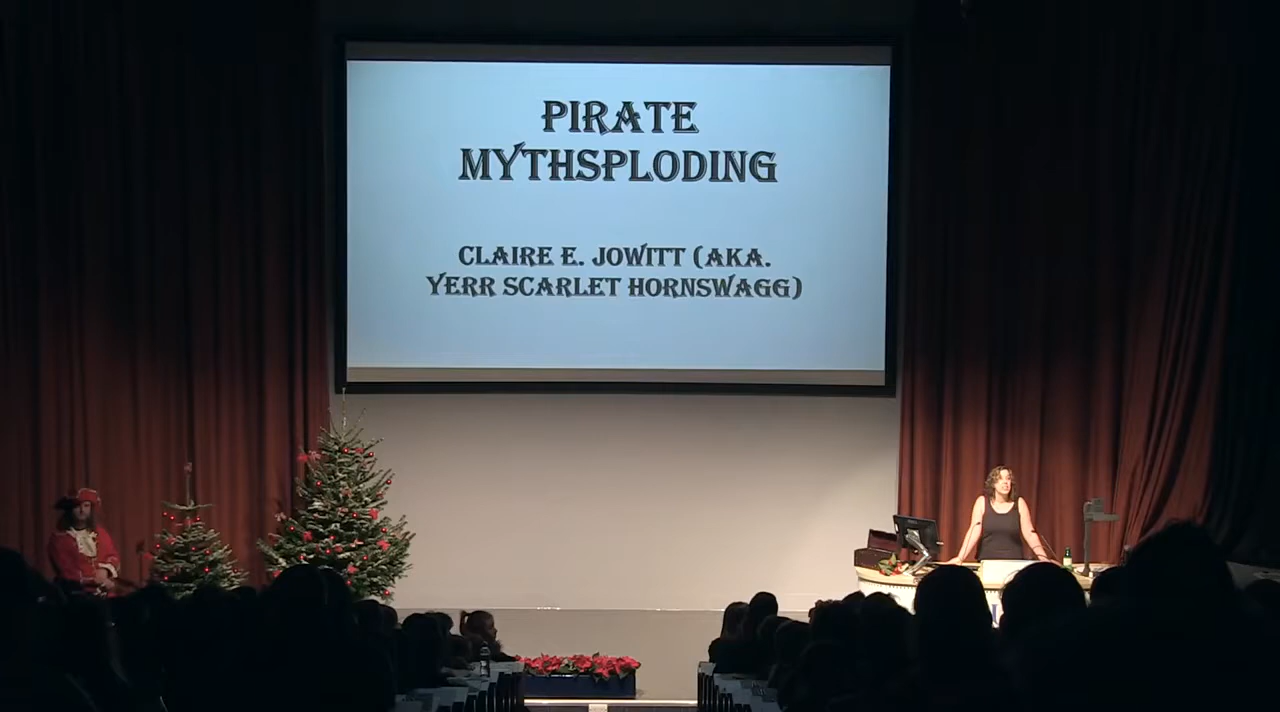 PIRATE
MYTHSPLODING
CLAIRE E. JOWITT (AKA.
YERR SCARLET HORNSWAGG)